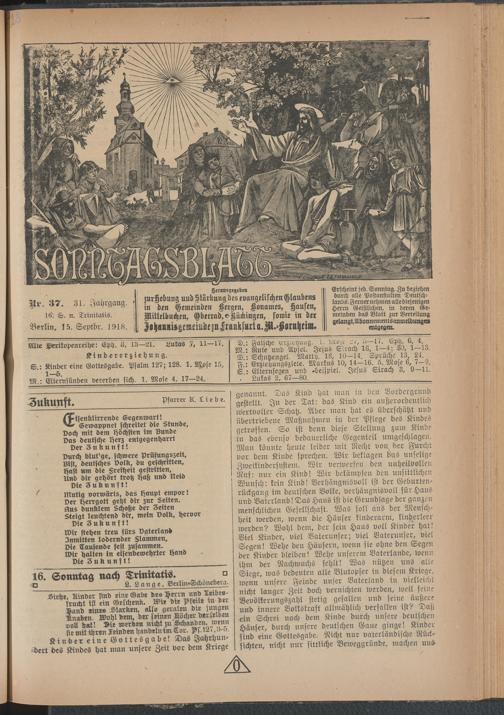 SONNTAGSBLATT
Nr. 37. 31. Jahrgang.
16. S. n. Trinitatis.
Berlin, 15. Septbr. 1918.
Herausgegeben
zur Hebung und Stärkung des evangelischen Glaubens
in den Gemeinden Bergen, Bonames, Hausen,
Massenheim, Oberrad, sowie in der
Johannisgemeinde zu Frankfurt a. M.-Bornheim.
Erscheint jed. Sonntag. Zu beziehen
durch alle Postanstalten Deutsch-
lands. Ferner nehmen alle diejenigen
Herren Geistlichen, in deren Ge-
meinden das Blatt zur Verteilung
gelangt, Abonnementsanmeldungen
entgegen.
Alte Perikopenreihe: Eph. 3, 13—21. Lukas 7, 11—17.
Kindererziehung.
S.: Kinder eine Gottesgabe. Psalm 127; 128. 1. Mose 15,
1—5.
M.: Elternsünden vererben sich. 1. Mose 4, 17—24.
D.: Falsche Erziehung. 5—17. Eph. 6, 4.
M.: Rute und Apfel. Jesus Sirach 16, 1—4; 30, 1—13.
D.: Schutzengel. Matth. 18, 10—14. Sprüche 13, 24.
F.: Erziehungsziele. Markus 10, 14—16. 5. Mose 6, 7—9.
S.: Elternsegen und -beispiel. Jesus Sirach 3, 9—11.
Lukas 2, 67—80.
Zukunft. Pfarrer K. Liebe.
Eisenklirrende Gegenwart!
Gewappnet schreitet die Stunde,
Doch mit dem Höchsten im Bunde
Das deutsche Herz entgegenharrt
Der Zukunft!
Durch blut'ge, schwere Prüfungszeit,
Bist, deutsches Volk, du geschritten,
Hast um die Freiheit gestritten,
Und dir gehört trotz Haß und Neid
Die Zukunft!
Mutig vorwärts, das Haupt empor!
Der Herrgott geht dir zur Seiten.
Aus dunklem Schoße der Zeiten
Steigt leuchtend dir, mein Volk, hervor
Die Zukunft!
Wir stehen treu fürs Vaterland
Inmitten lodernder Flammen,
Die Tausende fest zusammen.
Wir halten in eisenbewehrter Hand
Die Zukunft!
16. Sonntag nach Trinitatis.
L. Lange, Berlin-Schöneberg.
Siehe, Kinder sind eine Gabe des Herrn und Leibes-
frucht ist ein Geschenk. Wie die Pfeile in der
Hand eines Starken, also geraten die jungen
Knaben. Wohl dem, der seinen Köcher derselben
voll hat! Die werden nicht zu Schanden, wenn
sie mit ihren Feinden handeln im Tor. Ps. 127, 3-5.
Kinder eine Gottesgabe! Das Jahrhun-
dert des Kindes hat man unsere Zeit vor dem Kriege
genannt. Das Kind hat man in den Vordergrund
gestellt. In der Tat: das Kind ein außerordentlich
wertvoller Schatz. Aber man hat es überschätzt und
übertriebene Maßnahmen in der Pflege des Kindes
getroffen. So ist denn diese Stellung zum Kinde
in das ebenso bedauerliche Gegenteil umgeschlagen.
Man könnte heute leider mit Recht von der Furcht
vor dem Kinde sprechen. Wir beklagen das unselige
Zweikindersystem. Wir verwerfen den unheilvollen
Ruf: nur ein Kind! Wir bekämpfen den unsittlichen
Wunsch: kein Kind! Verhängnisvoll ist der Geburten-
rückgang im deutschen Volke, verhängnisvoll für Haus
und Vaterland! Das Haus ist die Grundlage der ganzen
menschlichen Gesellschaft. Was soll aus der Mensch-
heit werden, wenn die Häuser kinderarm, kinderleer
werden? Wohl dem, der sein Haus voll Kinder hat!
Viel Kinder, viel Vaterunser; viel Vaterunser, viel
Segen! Wehe den Häusern, wenn sie ohne den Segen
der Kinder bleiben! Wehe unserem Vaterlande, wenn
ihm der Nachwuchs fehlt! Was nützen uns alle
Siege, was bedeuten alle Blutopfer in diesem Kriege,
wenn unsere Feinde unser Vaterland in vielleicht
nicht langer Zeit doch vernichten werden, weil seine
Bevölkerungszahl stetig gesunken und seine äußere
und innere Volkskraft allmählich verfallen ist? Daß
ein Schrei nach dem Kinde durch unsere deutschen
Häuser, durch unsere deutschen Gaue ginge! Kinder
sind eine Gottesgabe. Nicht nur vaterländische Rück-
sichten, nicht nur sittliche Beweggründe, machen uns
0